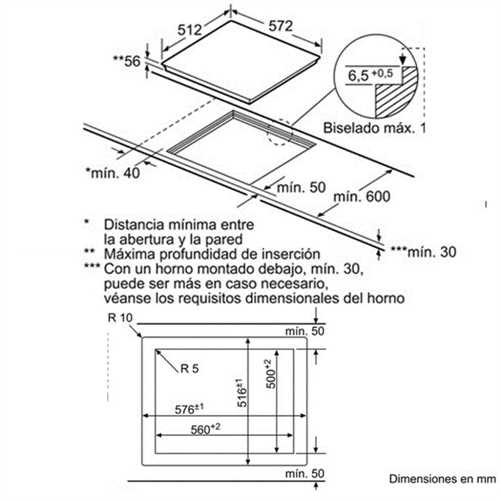 512
572
**56
6,5+0,5
Biselado máx. 1
*mín. 40
mín. 50
mín. 600
***mín. 30
* Distancia mínima entre
la abertura y la pared
** Máxima profundidad de inserción
*** Con un horno montado debajo, mín. 30,
puede ser más en caso necesario,
véanse los requisitos dimensionales del horno
R 10
mín. 50
R 5
500+2
516±1
576±1
560+2
mín. 50
Dimensiones en mm